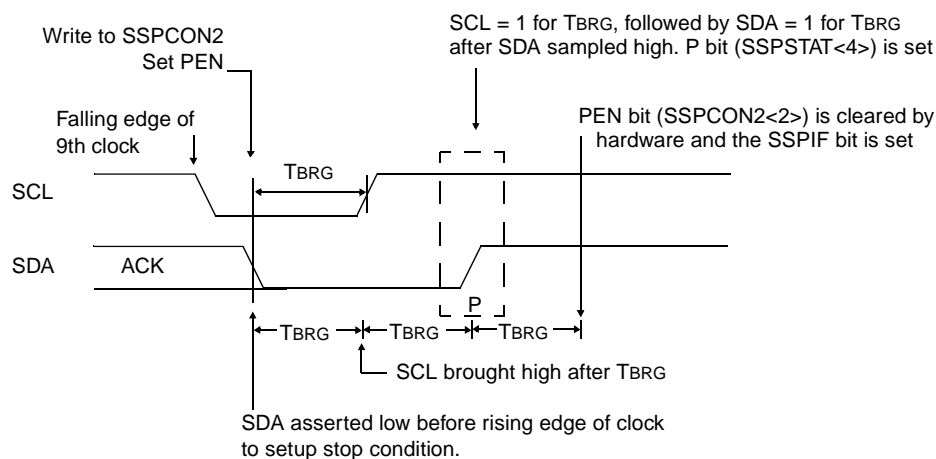 SCL = 1 for TBRG, followed by SDA = 1 for TBRG
after SDA sampled high. P bit (SSPSTAT<4>) is set
Write to SSPCON2
Set PEN
PEN bit (SSPCON2<2>) is cleared by
hardware and the SSPIF bit is set
Falling edge of
9th clock
TBRG
SCL
SDA
ACK
P
TBRG
TBRG
TBRG
SCL brought high after TBRG
SDA asserted low before rising edge of clock
to setup stop condition.